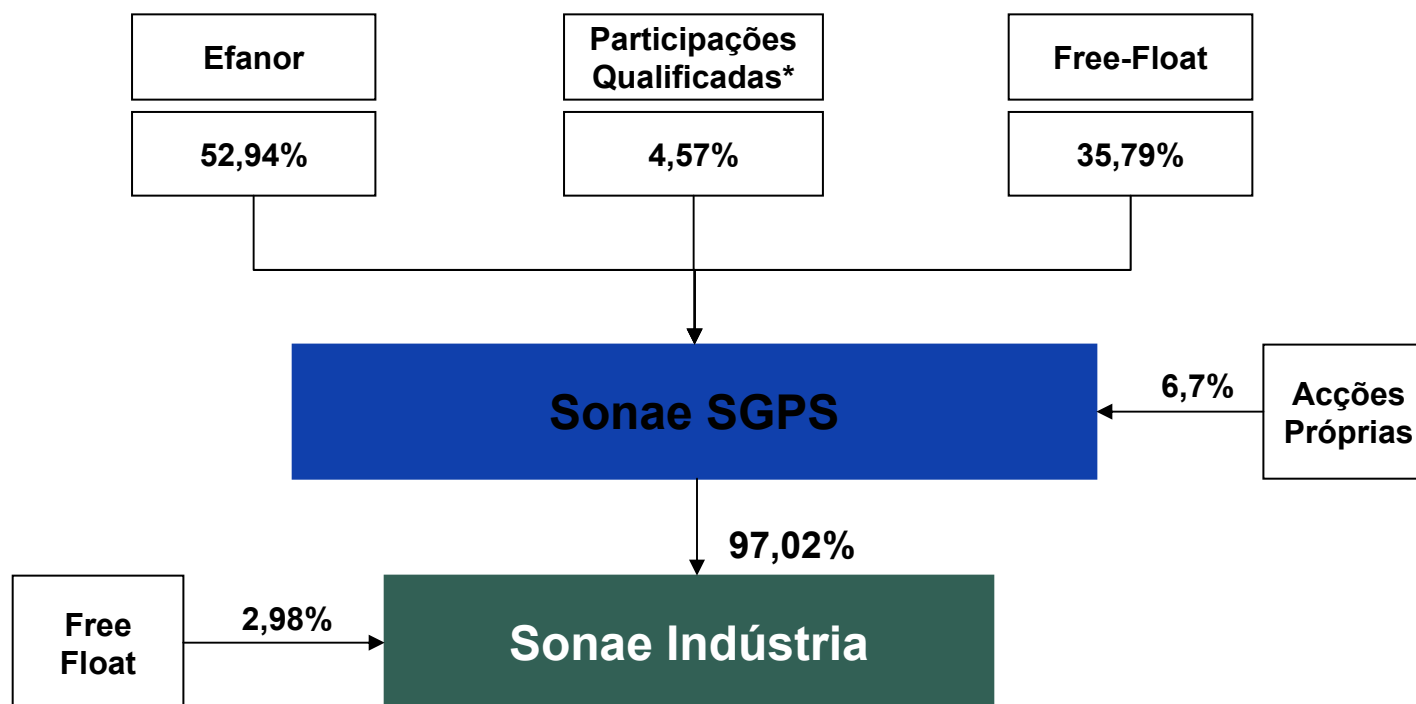 Efanor
Participações
Qualificadas*
Free-Float
52,94%
4,57%
35,79%
Sonae SGPS
6,7%
Acções
Próprias
97,02%
Free
Float
2,98%
Sonae Indústria